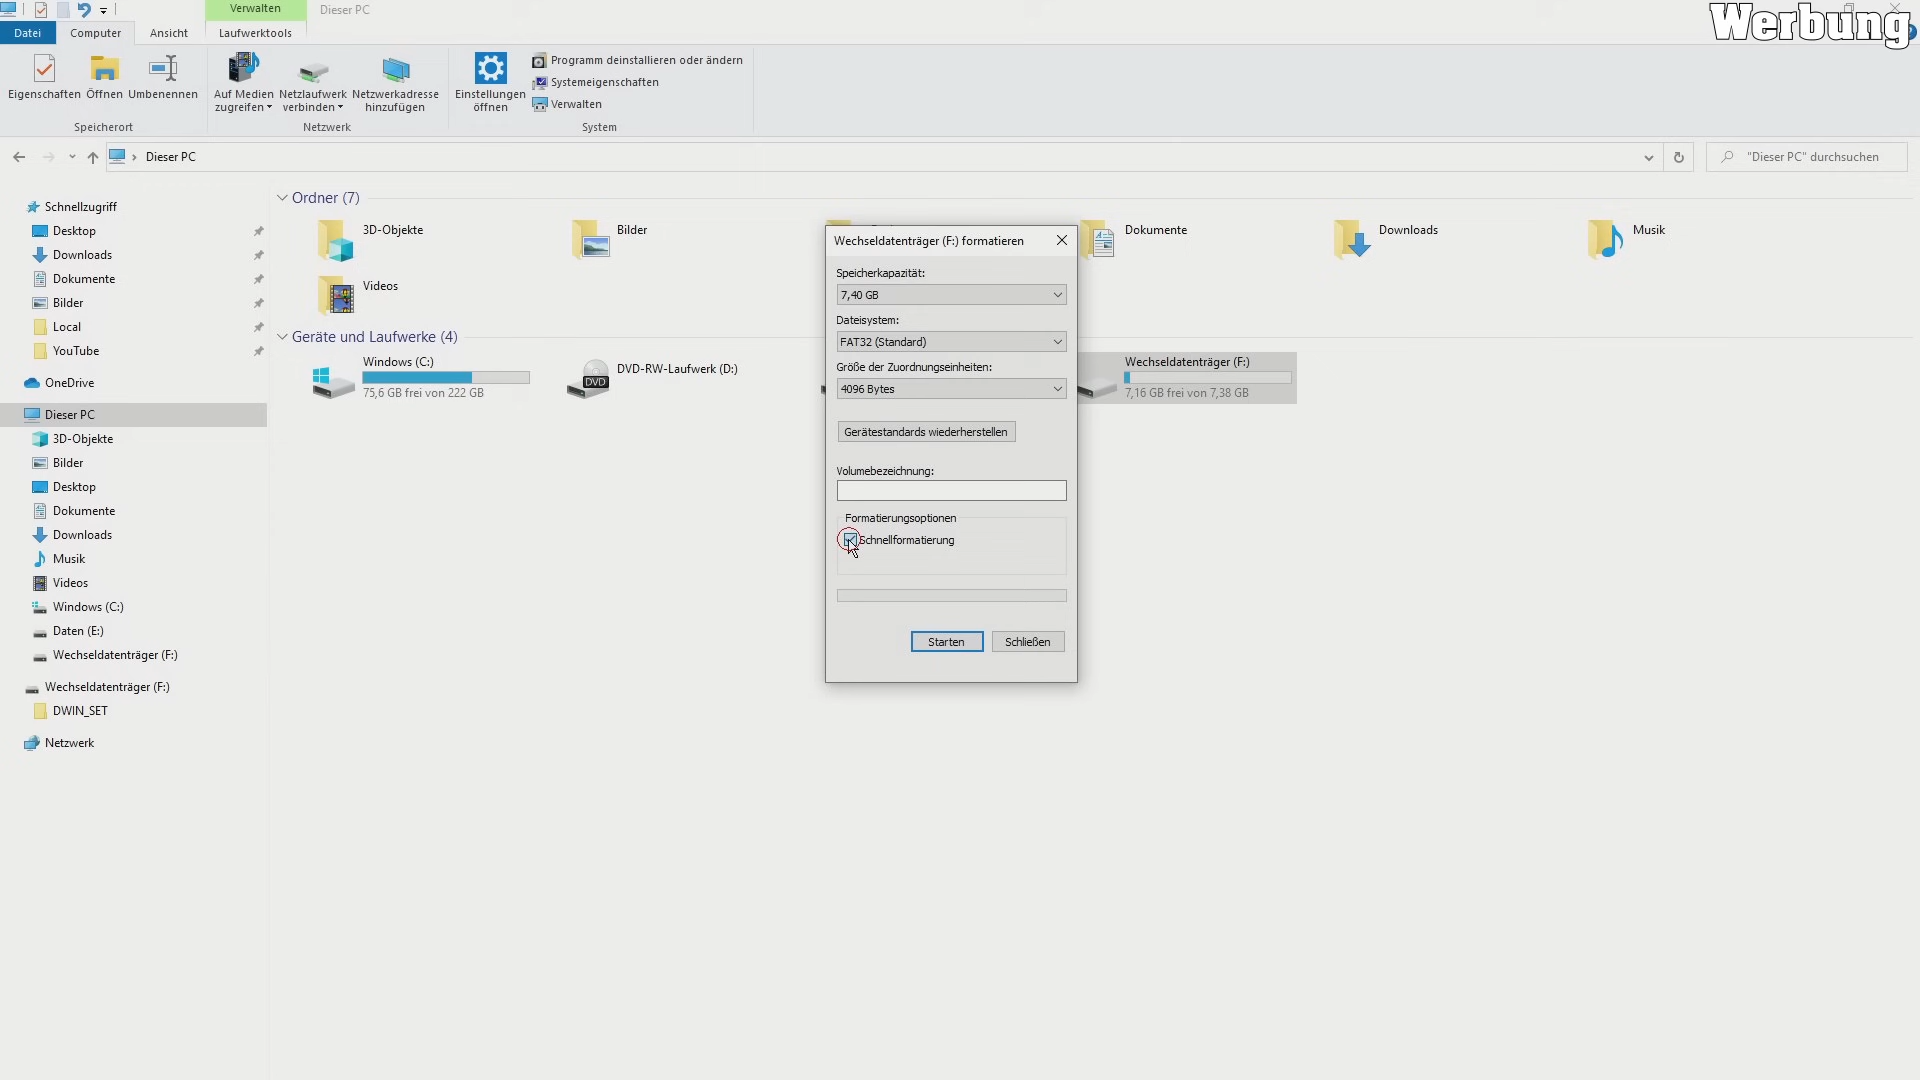 Verwalten
Dieser PC
Werbung
Datei
Computer
Ansicht
Laufwerktools
Eigenschaften
Öffnen
Umbenennen
Auf Medien
zugreifen
Netzlaufwerk
verbinden
Netzwerkadresse
hinzufügen
Einstellungen
öffnen
Programm deinstallieren oder ändern
Systemeigenschaften
Verwalten
Speicherort
Netzwerk
System
Dieser PC
"Dieser PC" durchsuchen
Schnellzugriff
Desktop
Downloads
Dokumente
Bilder
Local
YouTube
OneDrive
Dieser PC
3D-Objekte
Bilder
Desktop
Dokumente
Downloads
Musik
Videos
Windows (C:)
Daten (E:)
Wechseldatenträger (F:)
Wechseldatenträger (F:)
DWIN_SET
Netzwerk
Ordner (7)
3D-Objekte
Bilder
Dokumente
Downloads
Musik
Videos
Geräte und Laufwerke (4)
Windows (C:)
75,6 GB frei von 222 GB
DVD-RW-Laufwerk (D:)
DVD
Wechseldatenträger (F:)
7,16 GB frei von 7,38 GB
Wechseldatenträger (F:) formatieren
Speicherkapazität:
7,40 GB
Dateisystem:
FAT32 (Standard)
Größe der Zuordnungseinheiten:
4096 Bytes
Gerätestandards wiederherstellen
Volumebezeichnung:
Formatierungsoptionen
Schnellformatierung
Starten
Schließen